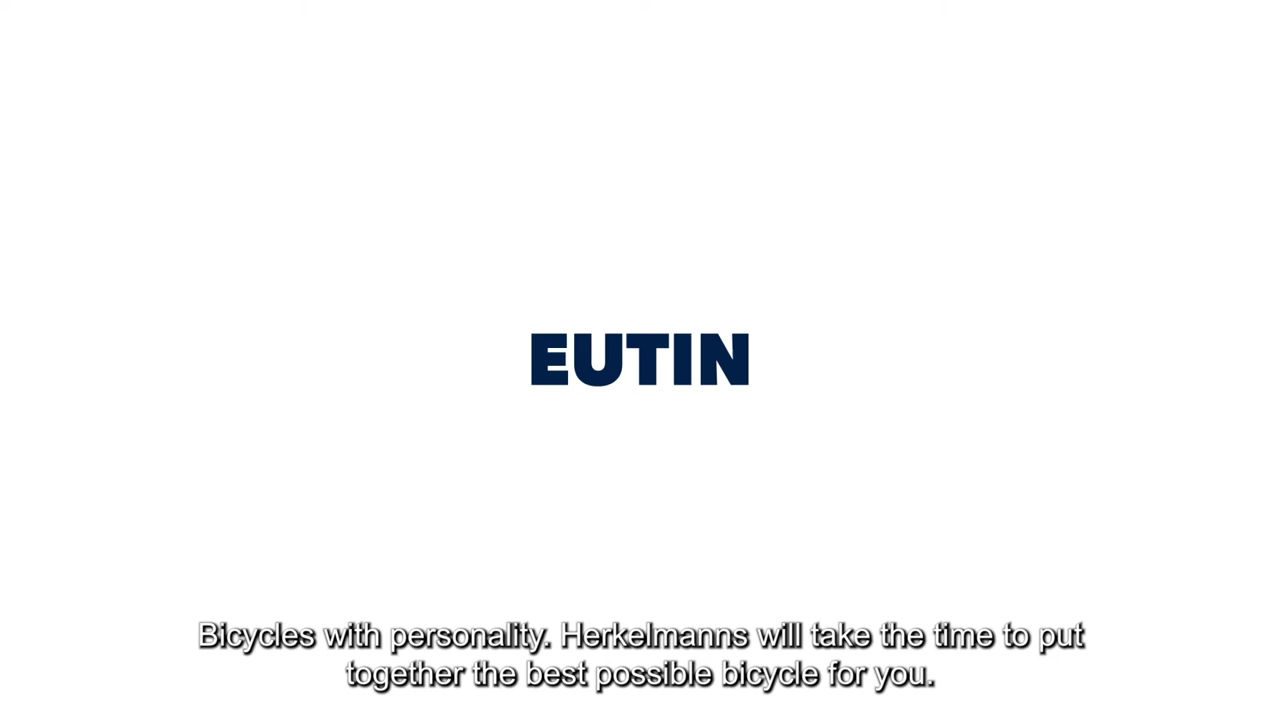 EUTIN
Bicycles with personality. Herkelmanns will take the time to put
together the best possible bicycle for you.